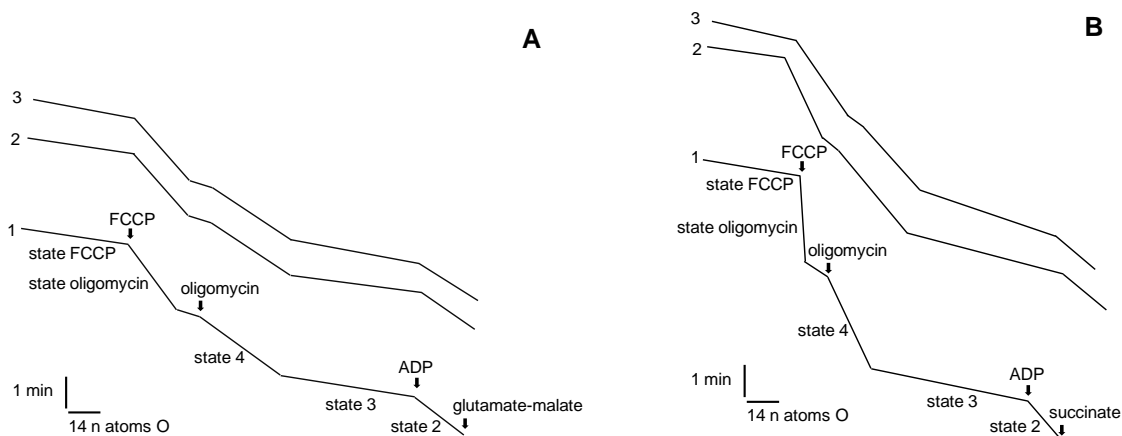 A
3
2
1
FCCP
state FCCP
state oligomycin
oligomycin
state 4
ADP
1 min
state 3
glutamate-malate
14 n atoms O
state 2
B
3
2
1
FCCP
state FCCP
state oligomycin
oligomycin
state 4
ADP
1 min
state 3
succinate
14 n atoms O
state 2